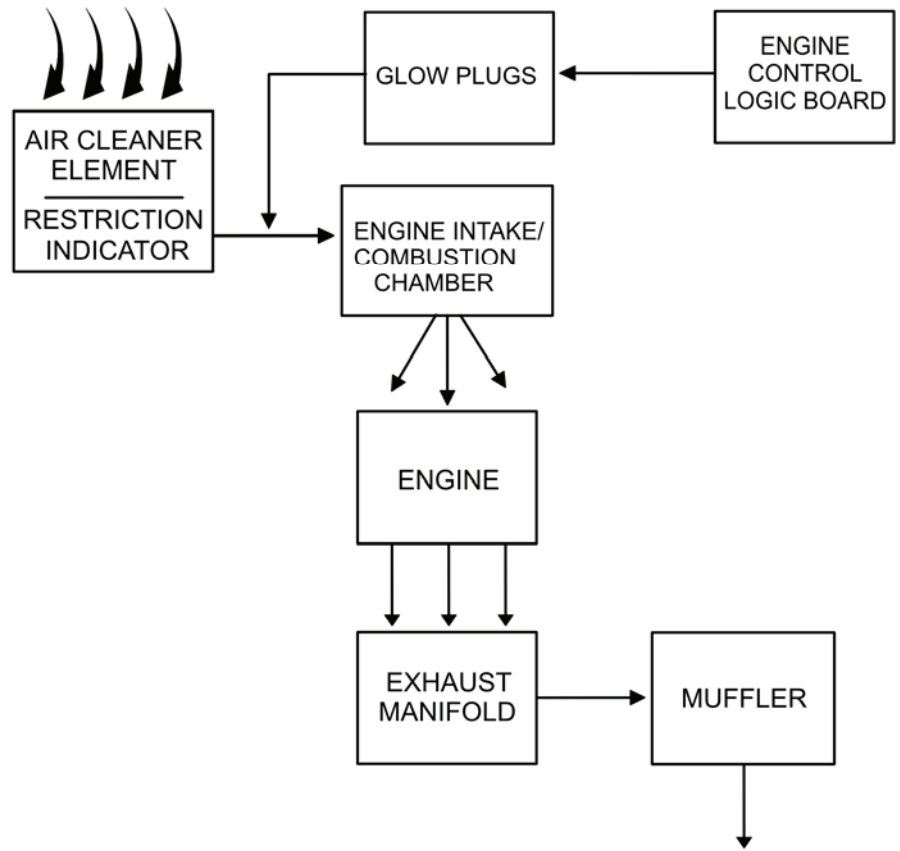 GLOW PLUGS
ENGINE
CONTROL
LOGIC BOARD
AIR CLEANER
ELEMENT
RESTRICTION
INDICATOR
ENGINE INTAKE/
COMBUSTION
CHAMBER
ENGINE
EXHAUST
MANIFOLD
MUFFLER